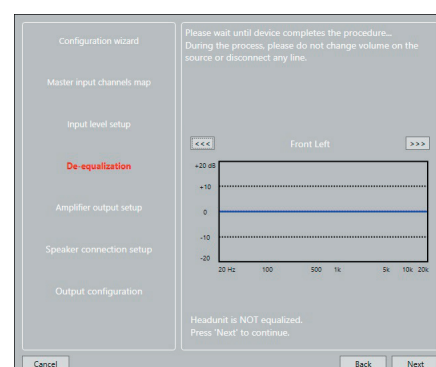 Configuration wizard
Master input channels map
Input level setup
De-equalization
Amplifier output setup
Speaker connection setup
Output configuration
Please wait until device completes the procedure...
During the process, please do not change volume on the
source or disconnect any line.
<<< Front Left >>>
+20 dB
+10
0
-10
-20
20 Hz 100 500 1k 5k 10k 20k
Headunit is NOT equalized.
Press 'Next' to continue.
Cancel Back Next